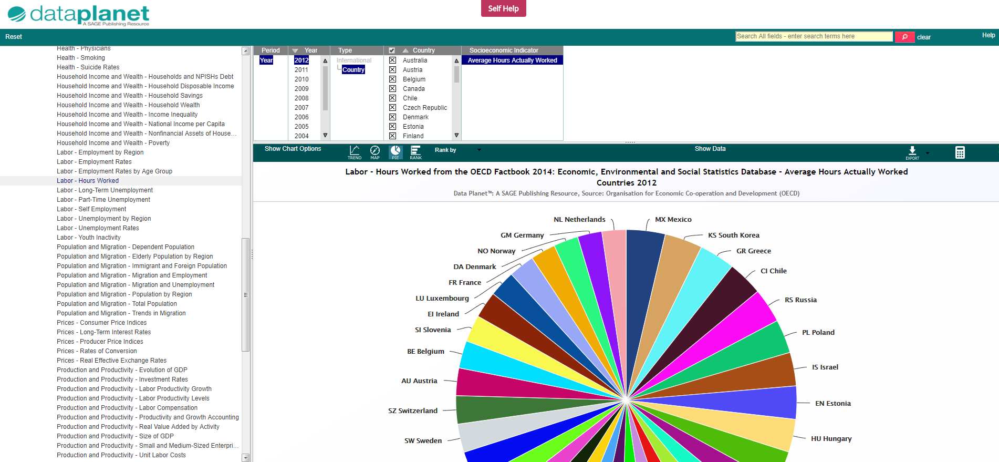 dataplanet
A SAGE Publishing Resource
Self Help
Reset
Search All fields - enter search terms here
clear
Help
Health - Physicians
Health - Smoking
Health - Suicide Rates
Household Income and Wealth - Households and NPISHs Debt
Household Income and Wealth - Household Disposable Income
Household Income and Wealth - Household Savings
Household Income and Wealth - Household Wealth
Household Income and Wealth - Income Inequality
Household Income and Wealth - National Income per Capita
Household Income and Wealth - Nonfinancial Assets of House...
Household Income and Wealth - Poverty
Labor - Employment by Region
Labor - Employment Rates
Labor - Employment Rates by Age Group
Labor - Hours Worked
Labor - Long-Term Unemployment
Labor - Part-Time Unemployment
Labor - Self Employment
Labor - Unemployment by Region
Labor - Unemployment Rates
Labor - Youth Inactivity
Population and Migration - Dependent Population
Population and Migration - Elderly Population by Region
Population and Migration - Immigrant and Foreign Population
Population and Migration - Migration and Employment
Population and Migration - Migration and Unemployment
Population and Migration - Population by Region
Population and Migration - Total Population
Population and Migration - Trends in Migration
Prices - Consumer Price Indices
Prices - Long-Term Interest Rates
Prices - Producer Price Indices
Prices - Rates of Conversion
Prices - Real Effective Exchange Rates
Production and Productivity - Evolution of GDP
Production and Productivity - Investment Rates
Production and Productivity - Labor Productivity Growth
Production and Productivity - Labor Productivity Levels
Production and Productivity - Labor Compensation
Production and Productivity - Productivity and Growth Accounting
Production and Productivity - Real Value Added by Activity
Production and Productivity - Size of GDP
Production and Productivity - Small and Medium-Sized Enterpri...
Production and Productivity - Unit Labor Costs
Period
Year
Year
2012
2011
2010
2009
2008
2007
2006
2005
2004
Type
International
Country
Country
Australia
Austria
Belgium
Canada
Chile
Czech Republic
Denmark
Estonia
Finland
Socioeconomic Indicator
Average Hours Actually Worked
Show Chart Options
TREND
MAP
PIE
RANK
Rank by
Show Data
EXPORT
Labor - Hours Worked from the OECD Factbook 2014: Economic, Environmental and Social Statistics Database - Average Hours Actually Worked
Countries 2012
Data Planet™: A SAGE Publishing Resource, Source: Organisation for Economic Co-operation and Development (OECD)
NL Netherlands
MX Mexico
GM Germany
KS South Korea
NO Norway
GR Greece
DA Denmark
CI Chile
FR France
LU Luxembourg
RS Russia
EI Ireland
SI Slovenia
PL Poland
BE Belgium
IS Israel
AU Austria
EN Estonia
SZ Switzerland
HU Hungary
SW Sweden